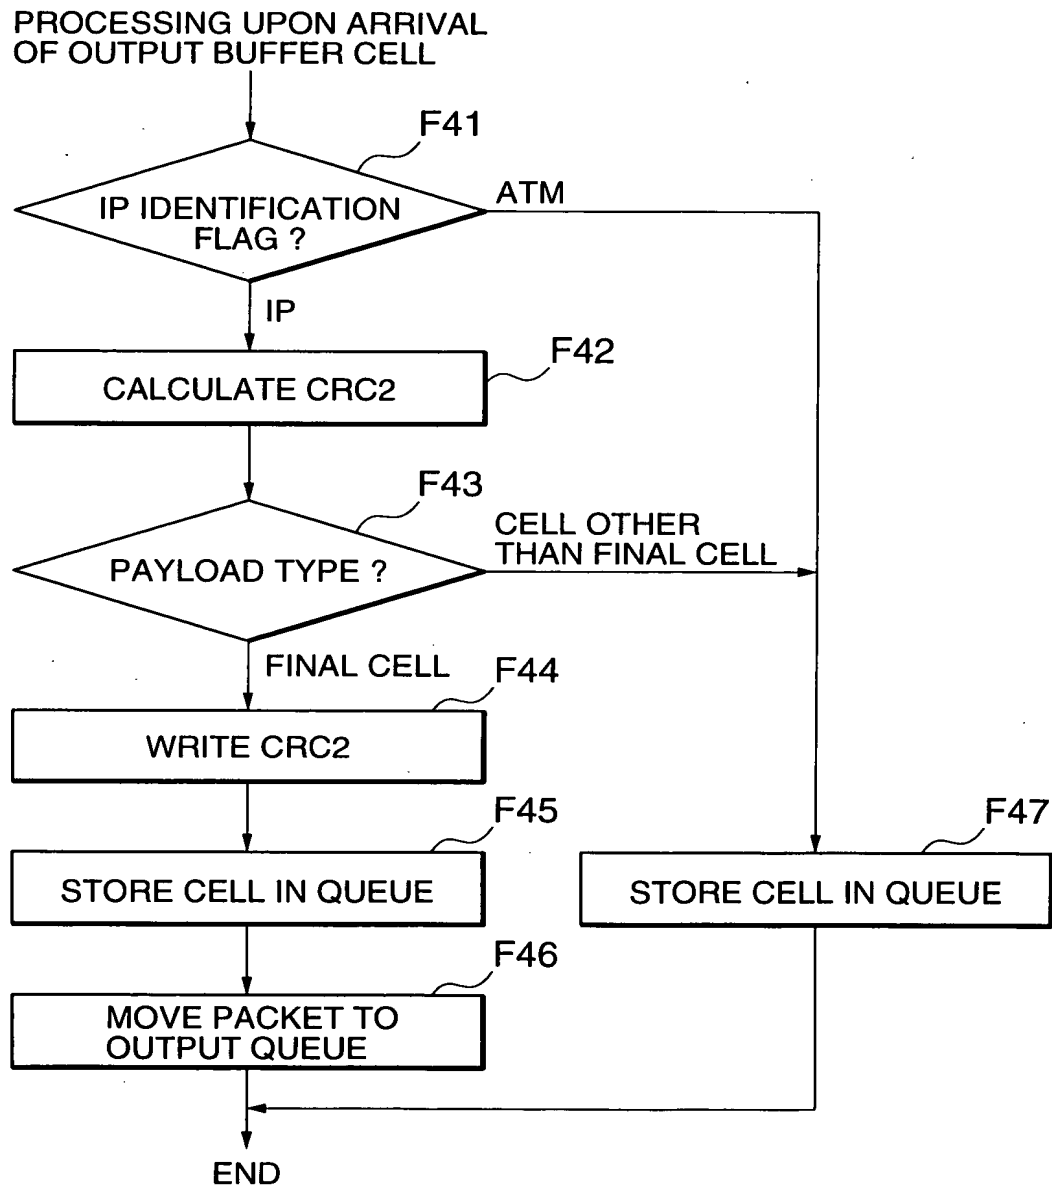 PROCESSING UPON ARRIVAL
OF OUTPUT BUFFER CELL
F41
IP IDENTIFICATION
FLAG ?
ATM
IP
F42
CALCULATE CRC2
F43
PAYLOAD TYPE ?
CELL OTHER
THAN FINAL CELL
FINAL CELL
F44
WRITE CRC2
F45
STORE CELL IN QUEUE
F47
STORE CELL IN QUEUE
F46
MOVE PACKET TO
OUTPUT QUEUE
END